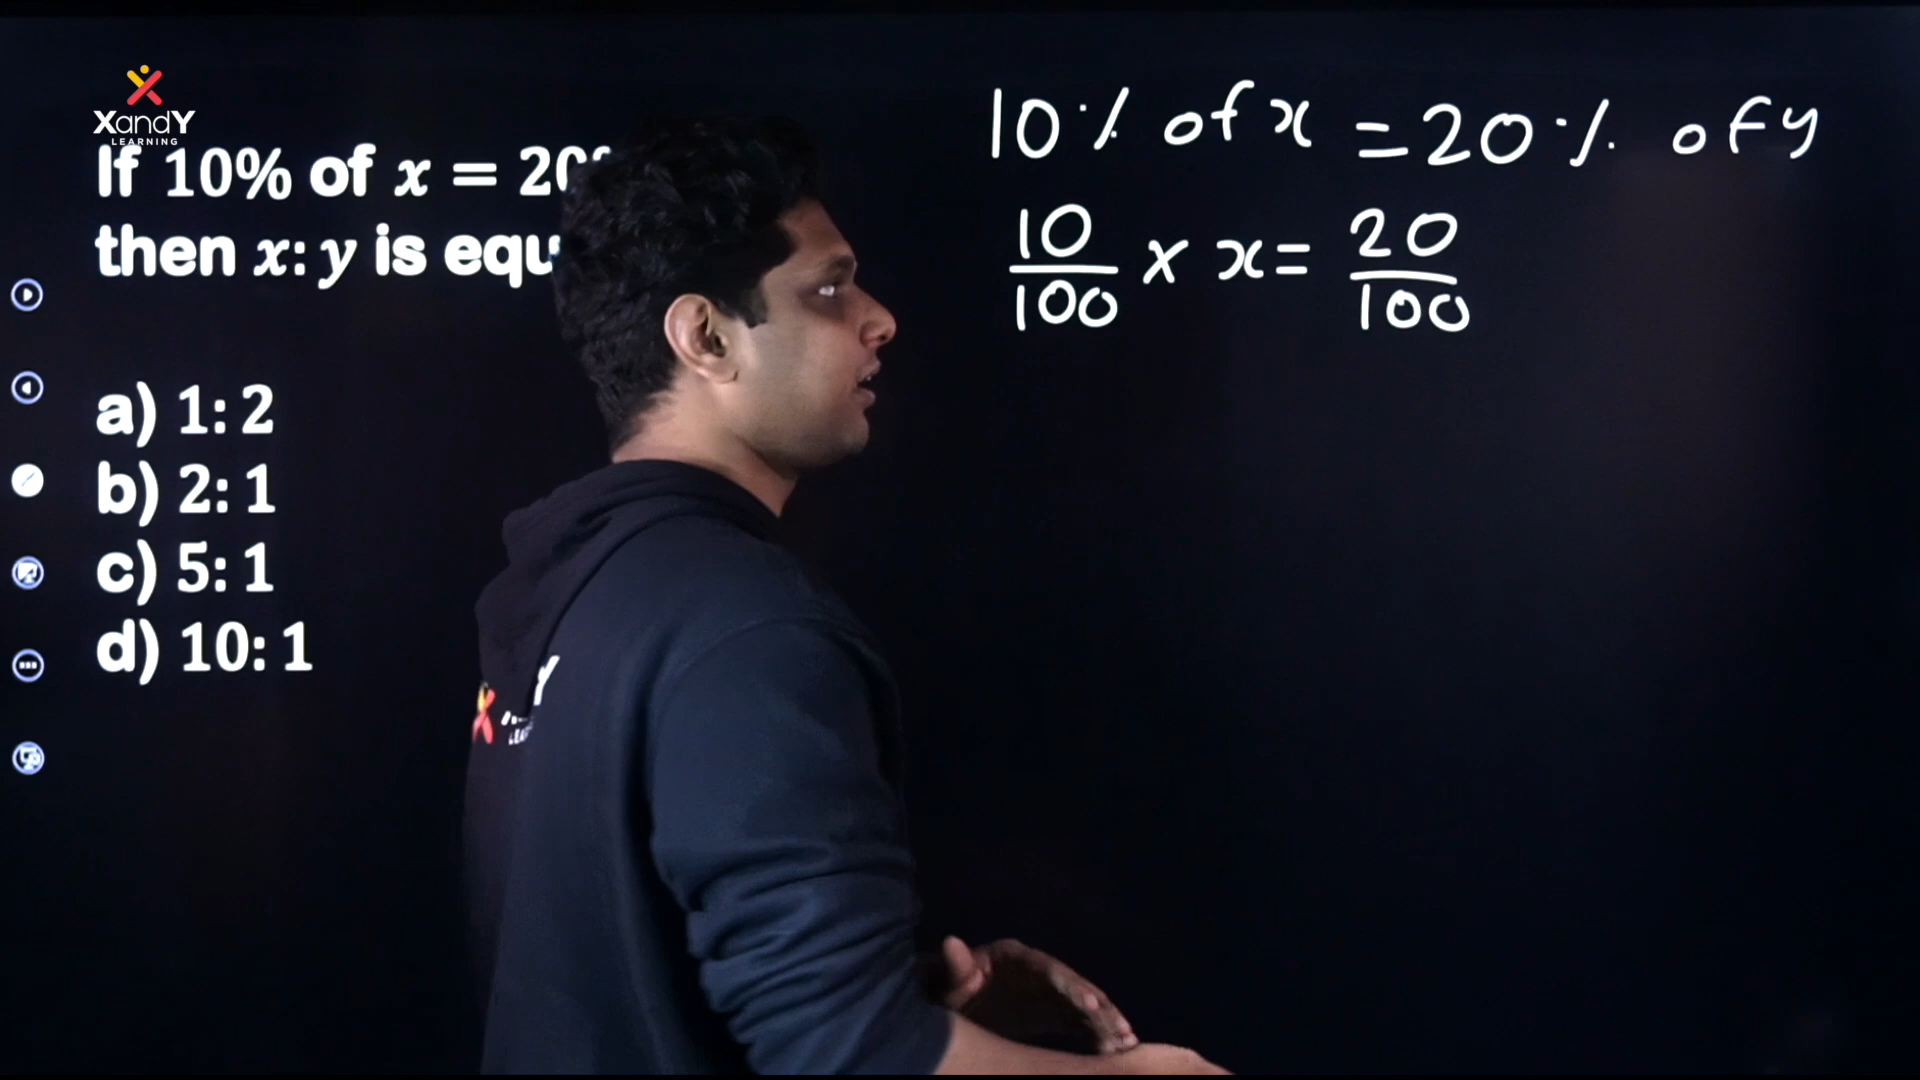 XandY
LEARNING
If 10% of x = 20
then x: y is equ
a) 1: 2
b) 2: 1
c) 5: 1
d) 10: 1
10% of x = 20% of y
10/100 × x = 20/100